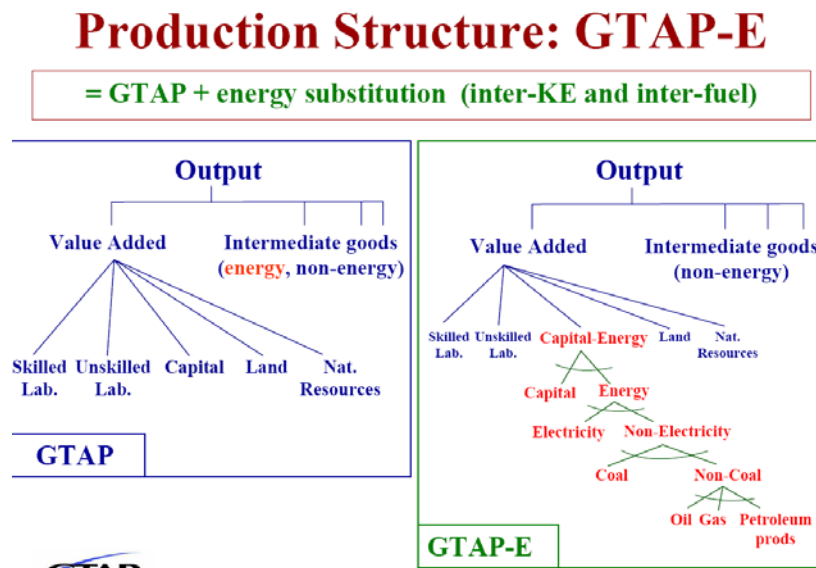 Production Structure: GTAP-E
= GTAP + energy substitution (inter-KE and inter-fuel)
Output
Value Added
Intermediate goods
(energy, non-energy)
Skilled
Lab.
Unskilled
Lab.
Capital
Land
Nat.
Resources
GTAP
Output
Value Added
Intermediate goods
(non-energy)
Skilled
Lab.
Unskilled
Lab.
Capital-Energy
Land
Nat.
Resources
Capital
Energy
Electricity
Non-Electricity
Coal
Non-Coal
Oil
Gas
Petroleum
prods
GTAP-E
GTAP